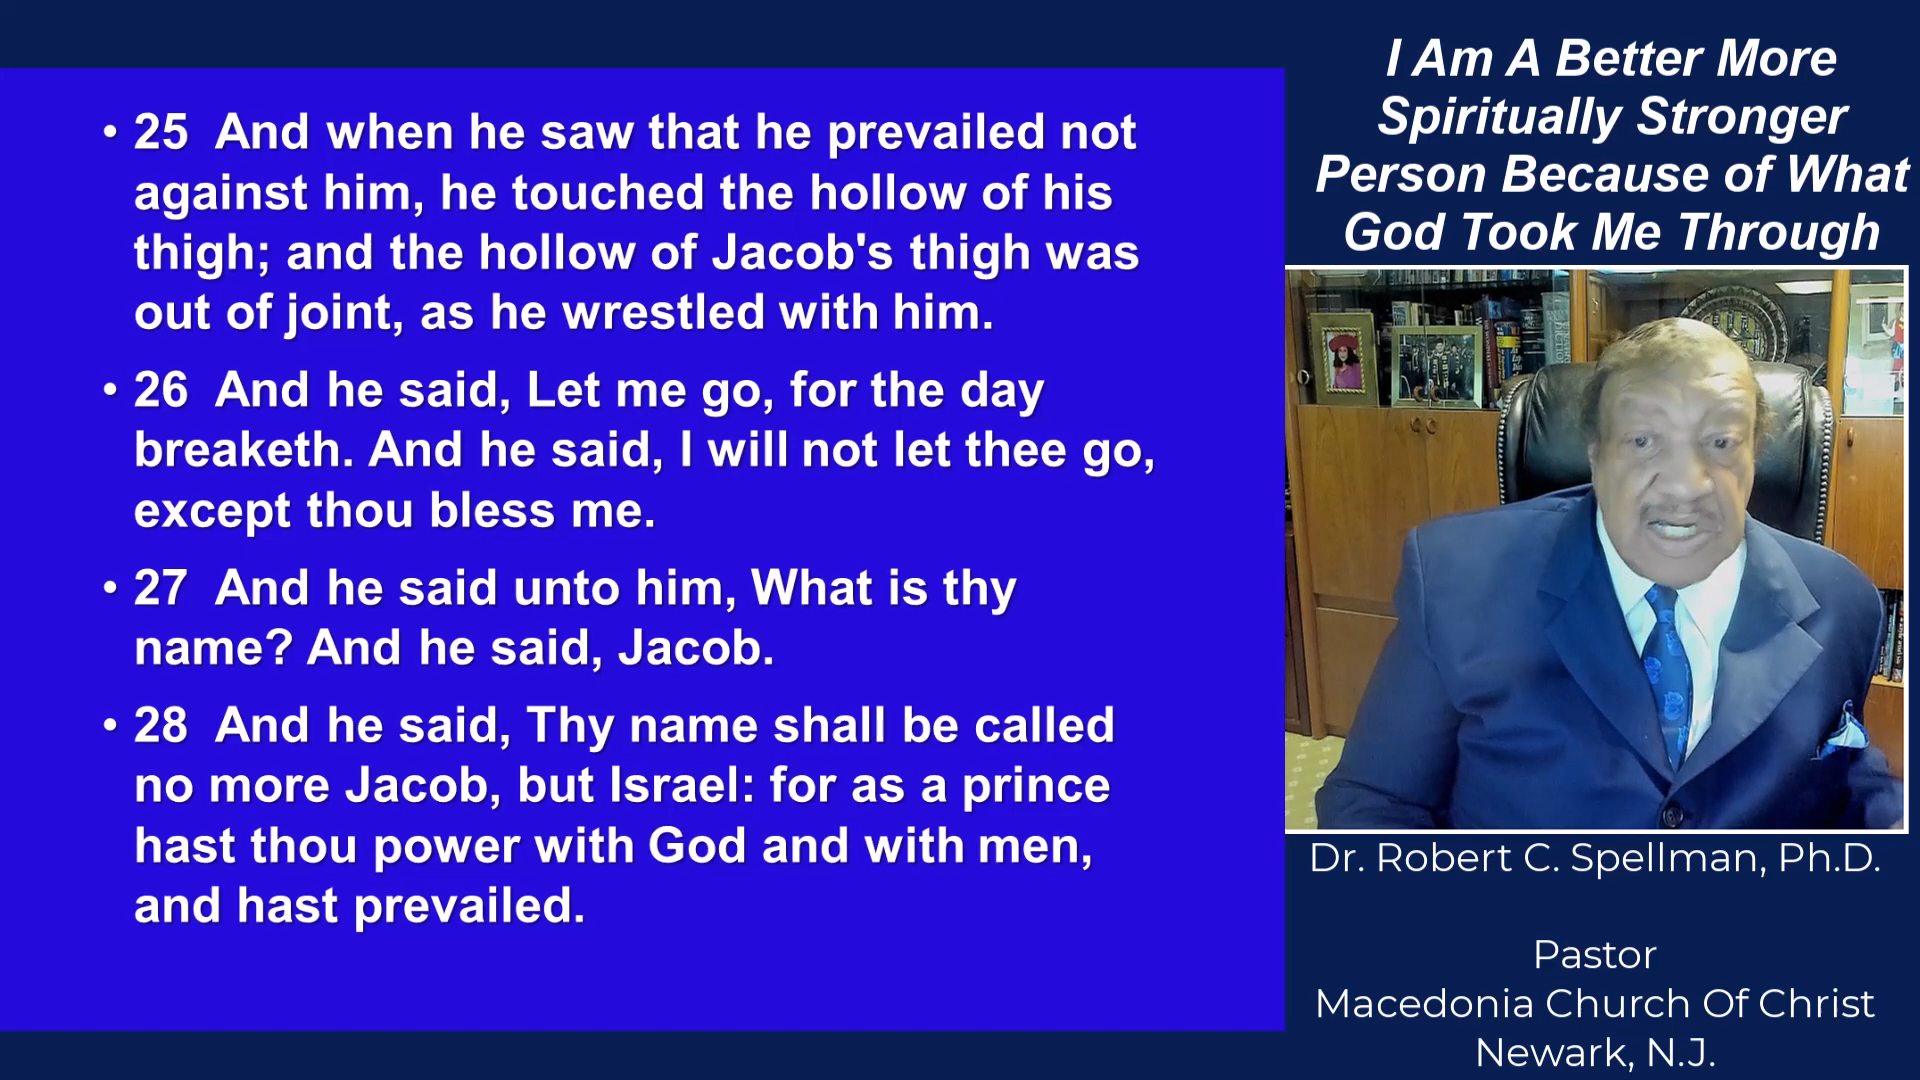 • 25 And when he saw that he prevailed not
against him, he touched the hollow of his
thigh; and the hollow of Jacob's thigh was
out of joint, as he wrestled with him.
• 26 And he said, Let me go, for the day
breaketh. And he said, I will not let thee go,
except thou bless me.
• 27 And he said unto him, What is thy
name? And he said, Jacob.
• 28 And he said, Thy name shall be called
no more Jacob, but Israel: for as a prince
hast thou power with God and with men,
and hast prevailed.
I Am A Better More
Spiritually Stronger
Person Because of What
God Took Me Through
Dr. Robert C. Spellman, Ph.D.
Pastor
Macedonia Church Of Christ
Newark, N.J.